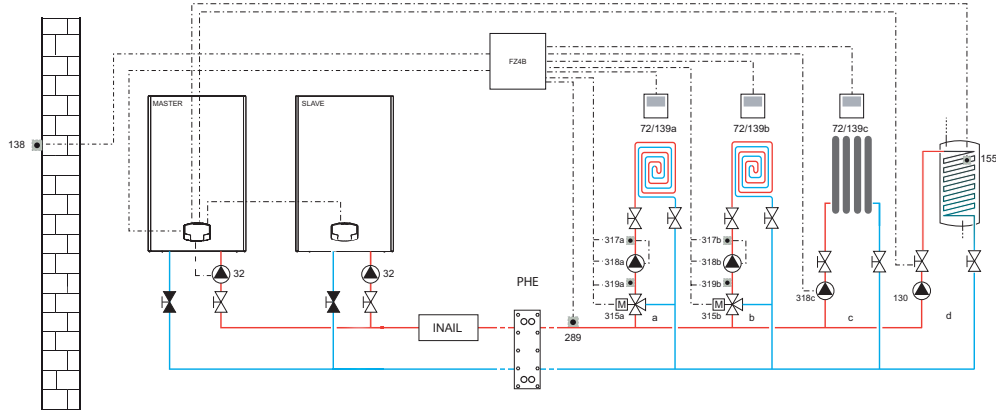 FZ4B
MASTER
SLAVE
138
72/139a
72/139b
72/139c
155
317a
317b
318a
318b
32
32
319a
319b
M
M
318c
130
PHE
315a
a
315b
b
c
d
INAIL
289